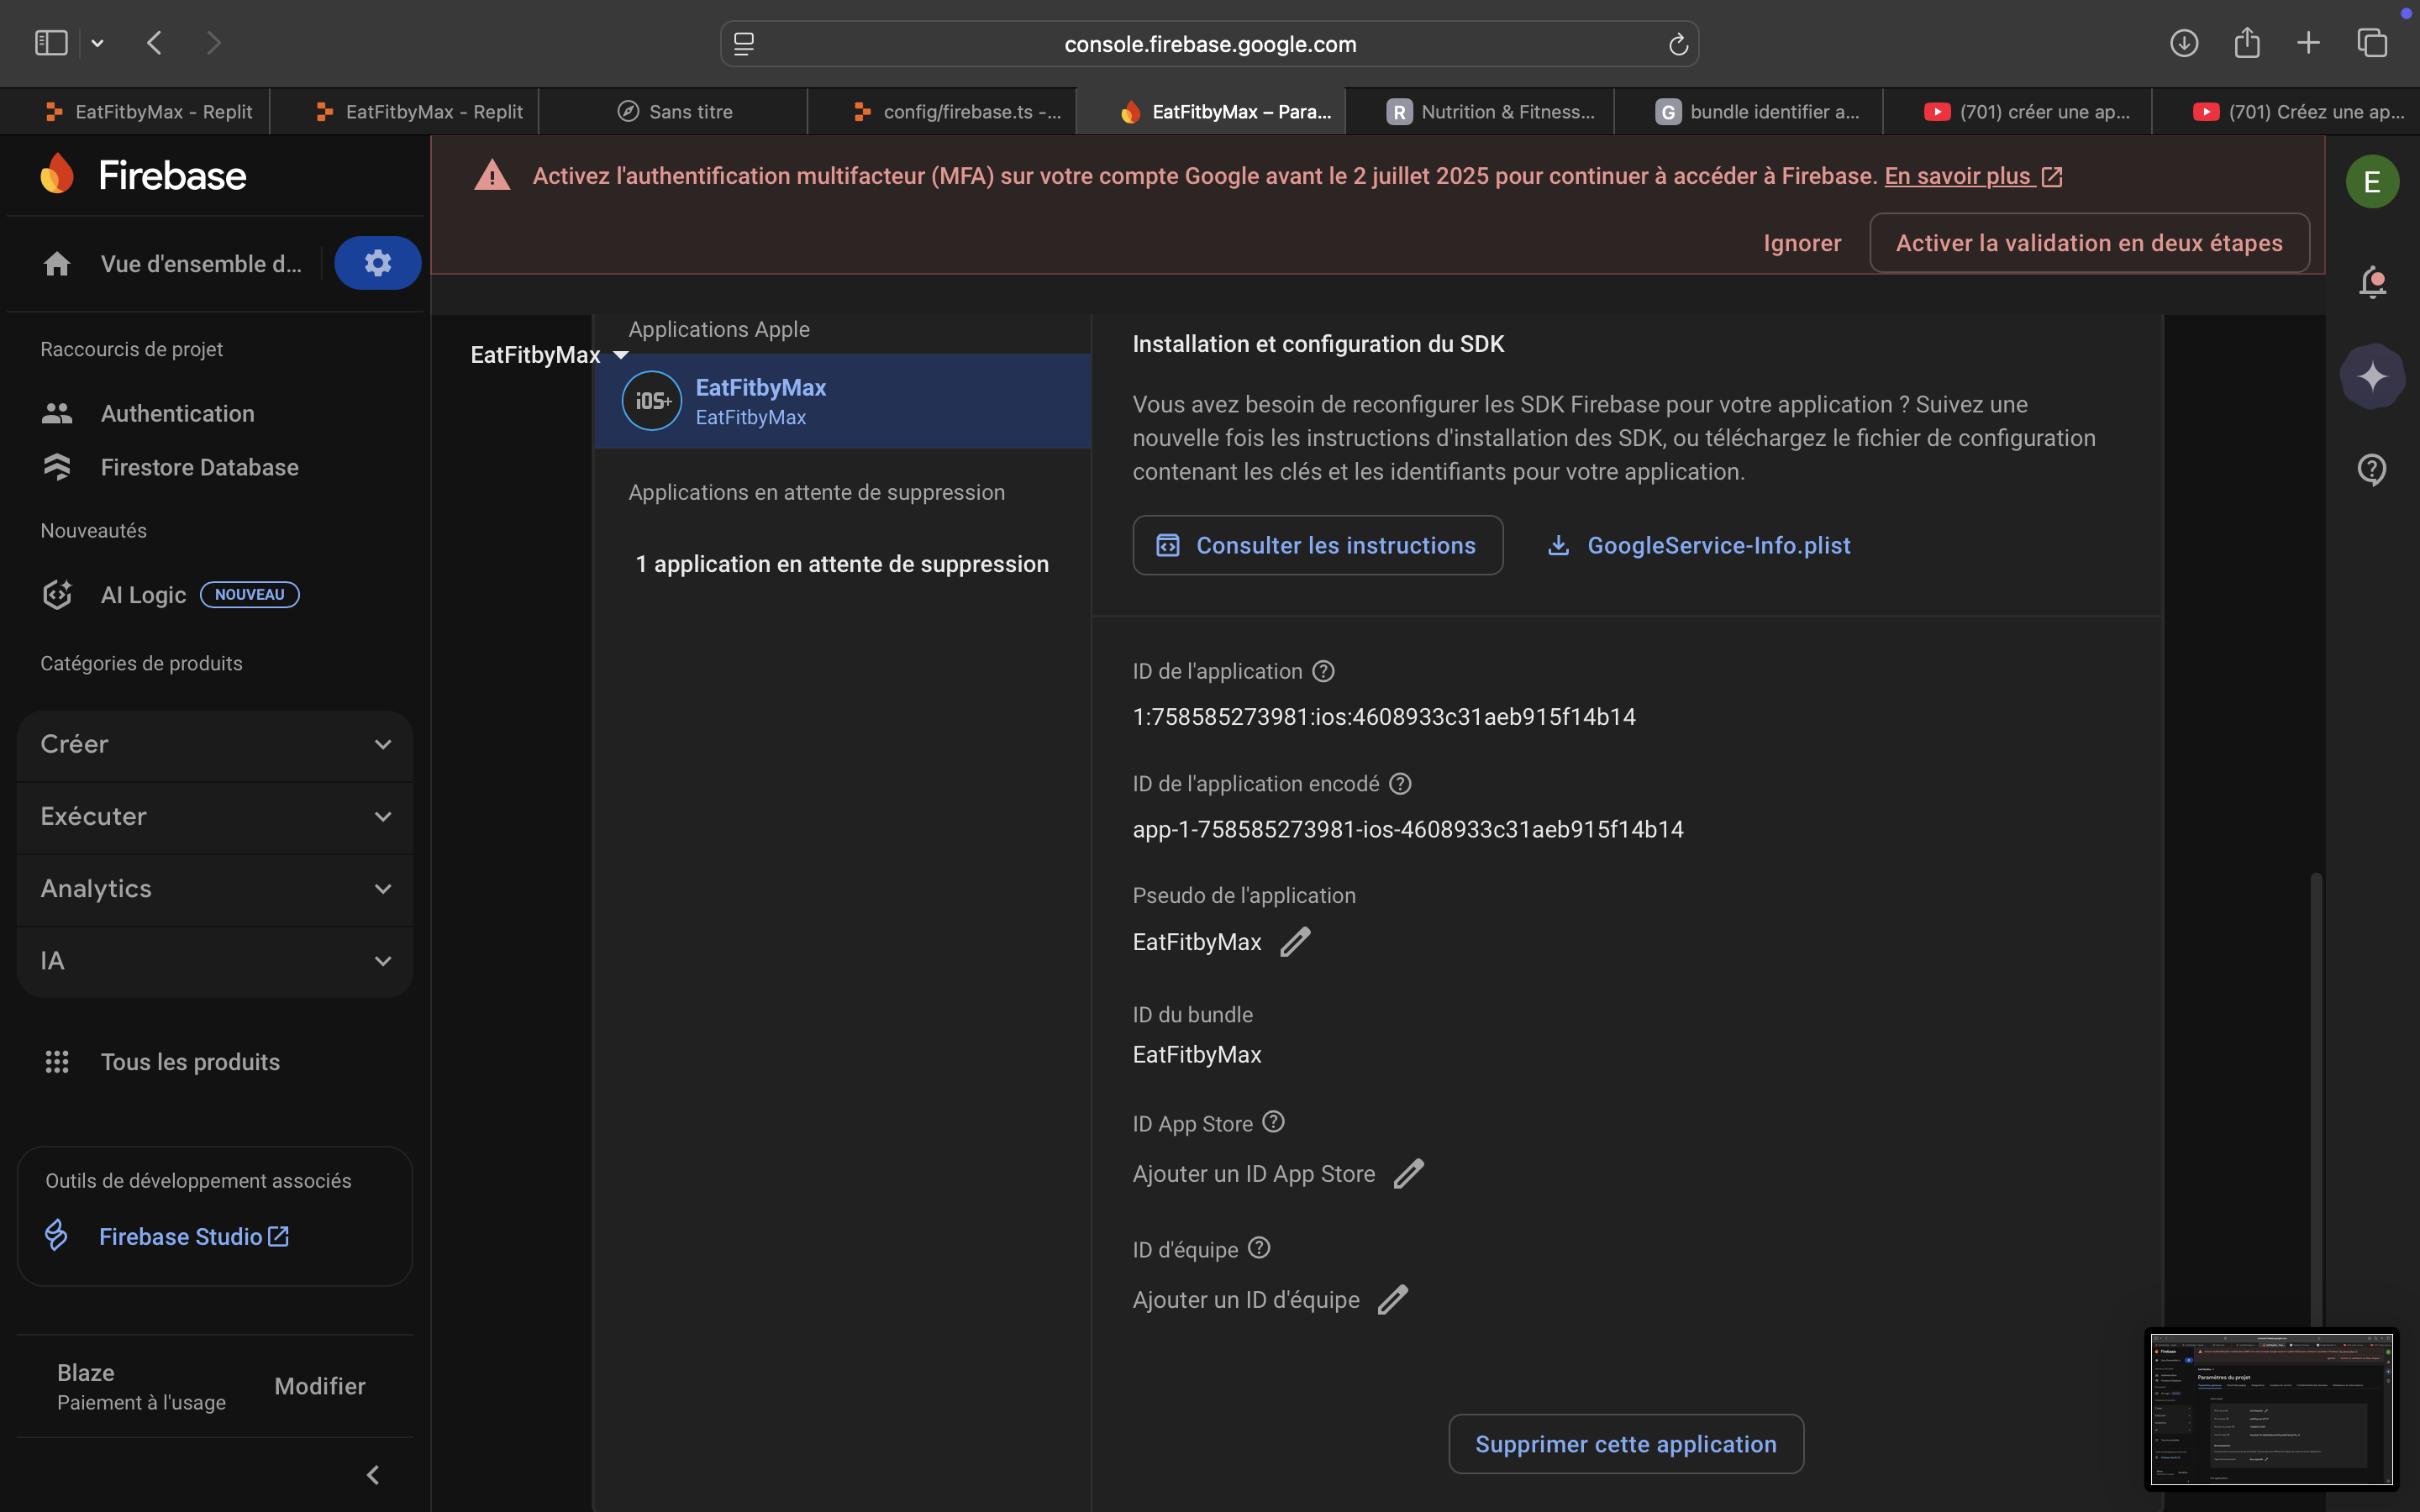 console.firebase.google.com
EatFitbyMax - Replit
EatFitbyMax - Replit
Sans titre
config/firebase.ts -...
EatFitbyMax – Para...
R Nutrition & Fitness...
G bundle identifier a...
(701) créer une ap...
(701) Créez une ap...
Firebase
Activez l'authentification multifacteur (MFA) sur votre compte Google avant le 2 juillet 2025 pour continuer à accéder à Firebase. En savoir plus
Ignorer
Activer la validation en deux étapes
E
Vue d'ensemble d...
Raccourcis de projet
Authentication
Firestore Database
Nouveautés
AI Logic NOUVEAU
Catégories de produits
Créer
Exécuter
Analytics
IA
Tous les produits
Outils de développement associés
Firebase Studio
Blaze
Paiement à l'usage
Modifier
EatFitbyMax
Applications Apple
iOS+
EatFitbyMax
EatFitbyMax
Applications en attente de suppression
1 application en attente de suppression
Installation et configuration du SDK
Vous avez besoin de reconfigurer les SDK Firebase pour votre application ? Suivez une
nouvelle fois les instructions d'installation des SDK, ou téléchargez le fichier de configuration
contenant les clés et les identifiants pour votre application.
Consulter les instructions
GoogleService-Info.plist
ID de l'application
1:758585273981:ios:4608933c31aeb915f14b14
ID de l'application encodé
app-1-758585273981-ios-4608933c31aeb915f14b14
Pseudo de l'application
EatFitbyMax
ID du bundle
EatFitbyMax
ID App Store
Ajouter un ID App Store
ID d'équipe
Ajouter un ID d'équipe
Supprimer cette application
Paramètres du projet